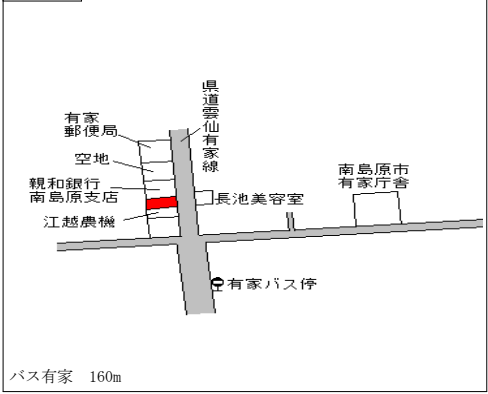 県道雲仙有家線
有家
郵便局
空地
親和銀行
南島原支店
江越農機
長池美容室
南島原市
有家庁舎
有家バス停
バス有家 160m